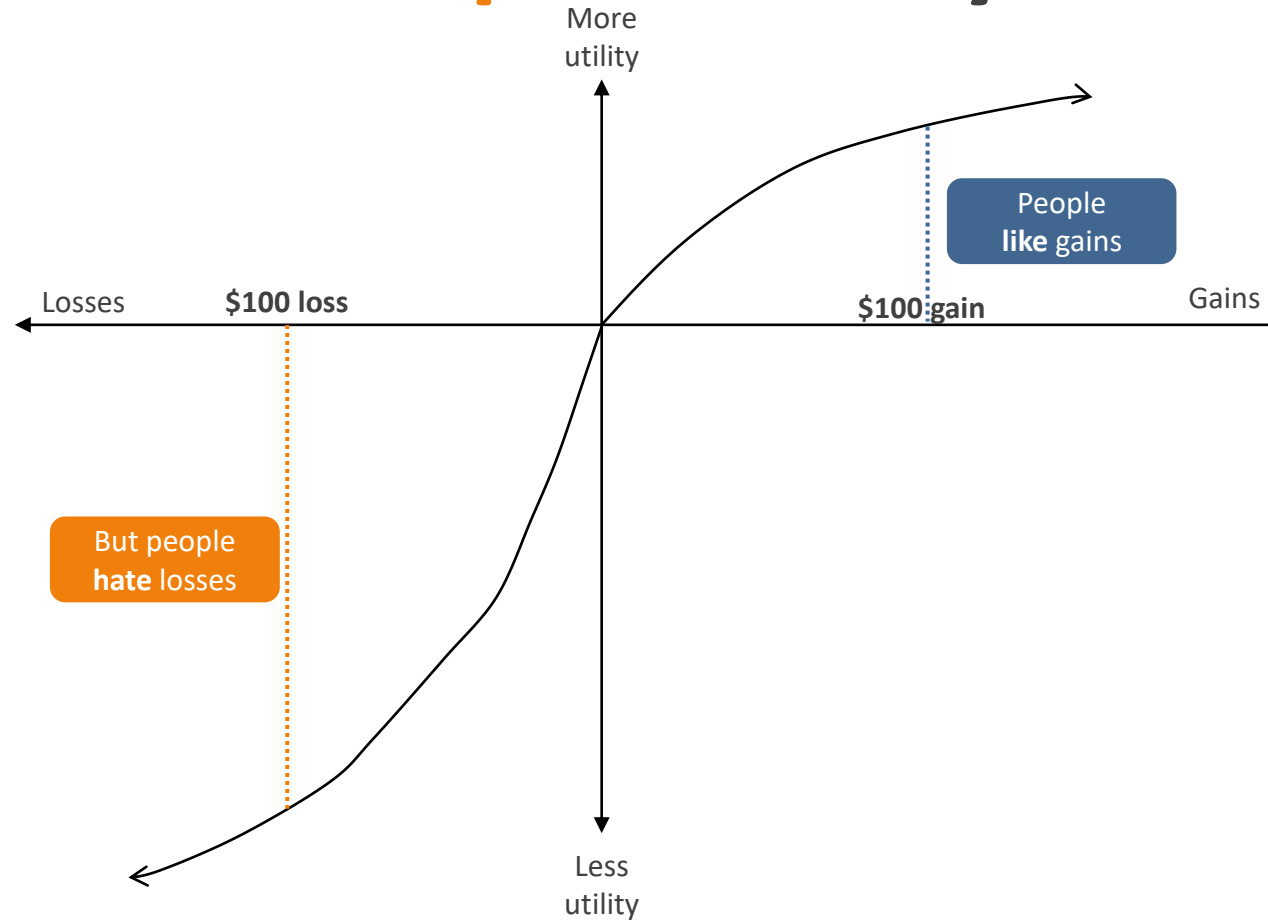 More
utility
People
like gains
Losses
$100 loss
$100 gain
Gains
But people
hate losses
Less
utility